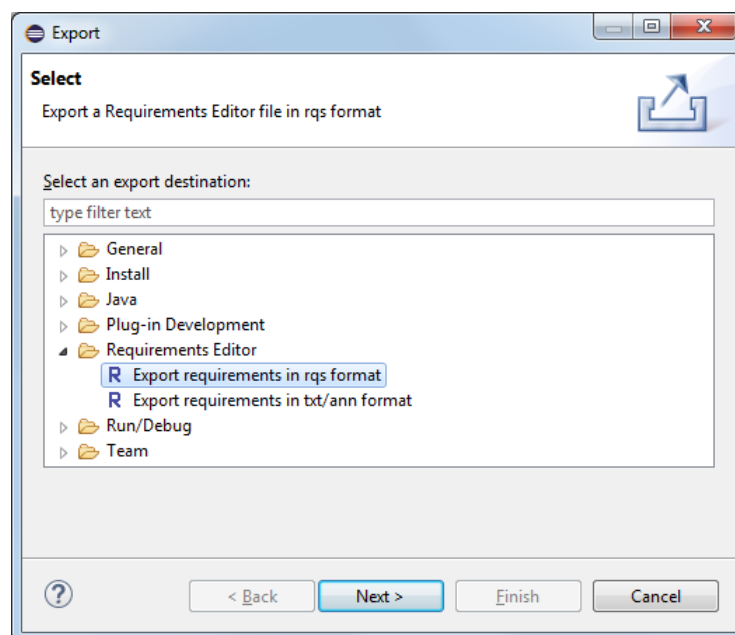 Export
Select
Export a Requirements Editor file in rqs format
Select an export destination:
type filter text
General
Install
Java
Plug-in Development
Requirements Editor
R Export requirements in rqs format
R Export requirements in txt/ann format
Run/Debug
Team
? < Back Next > Finish Cancel